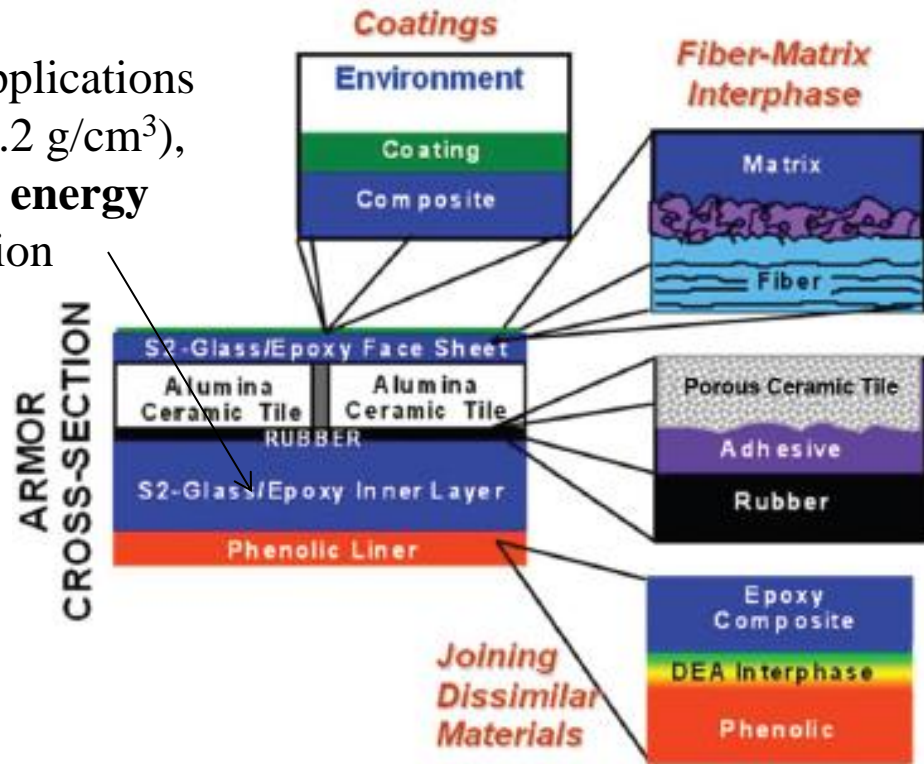 Coatings
pplications
.2 g/cm³),
energy
ion
Environment
Coating
Composite
Fiber-Matrix
Interphase
Matrix
Fiber
ARMOR
CROSS-SECTION
S2-Glass/Epoxy Face Sheet
Alumina
Ceramic Tile
Alumina
Ceramic Tile
RUBBER
S2-Glass/Epoxy Inner Layer
Phenolic Liner
Porous Ceramic Tile
Adhesive
Rubber
Joining
Dissimilar
Materials
Epoxy
Composite
DEA Interphase
Phenolic